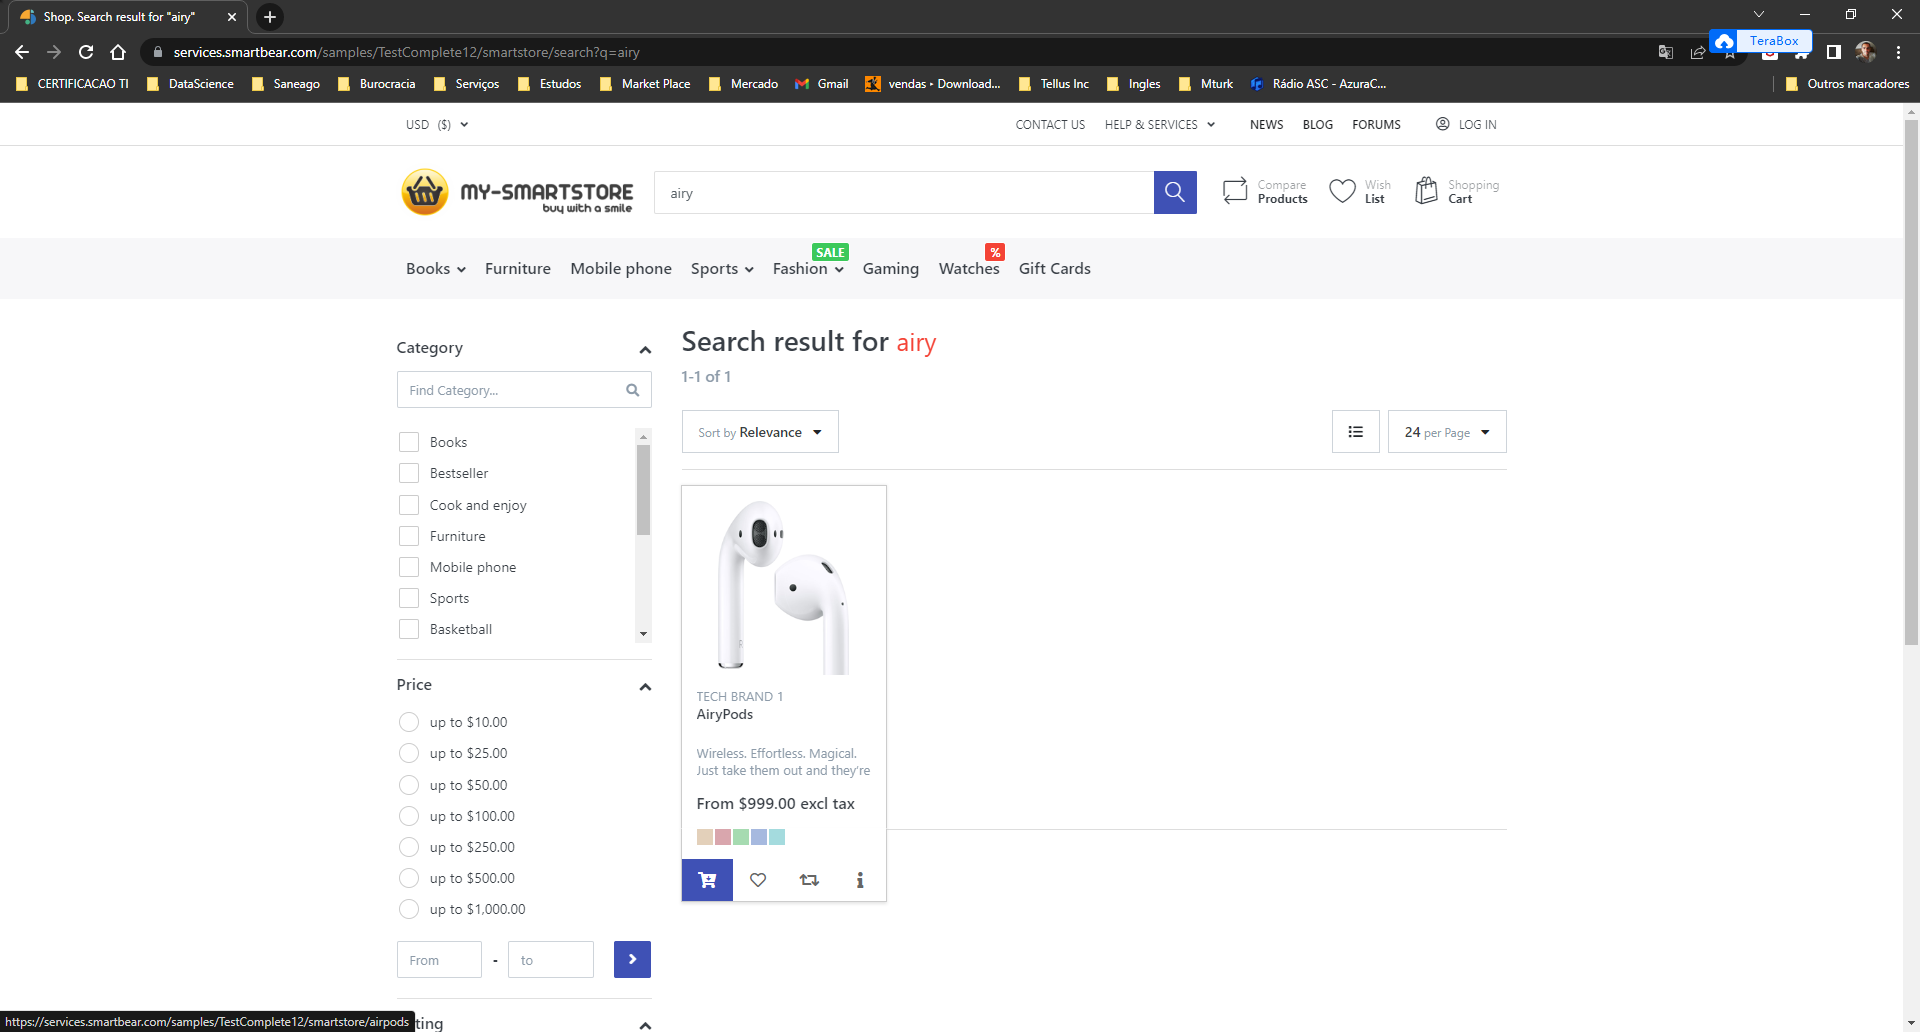 Shop. Search result for "airy"
services.smartbear.com/samples/TestComplete12/smartstore/search?q=airy
TeraBox
CERTIFICACAO TI DataScience Saneago Burocracia Serviços Estudos Market Place Mercado Gmail vendas ‣ Download... Tellus Inc Ingles Mturk Rádio ASC - AzuraC... Outros marcadores
USD ($) CONTACT US HELP & SERVICES NEWS BLOG FORUMS LOG IN
MY-SMARTSTORE
buy with a smile
airy
Compare
Products
Wish
List
Shopping
Cart
SALE %
Books Furniture Mobile phone Sports Fashion Gaming Watches Gift Cards
Category
Find Category...
Books
Bestseller
Cook and enjoy
Furniture
Mobile phone
Sports
Basketball
Price
up to $10.00
up to $25.00
up to $50.00
up to $100.00
up to $250.00
up to $500.00
up to $1,000.00
From - to
Search result for airy
1-1 of 1
Sort by Relevance
24 per Page
TECH BRAND 1
AiryPods
Wireless. Effortless. Magical.
Just take them out and they're
From $999.00 excl tax
https://services.smartbear.com/samples/TestComplete12/smartstore/airpods
ting